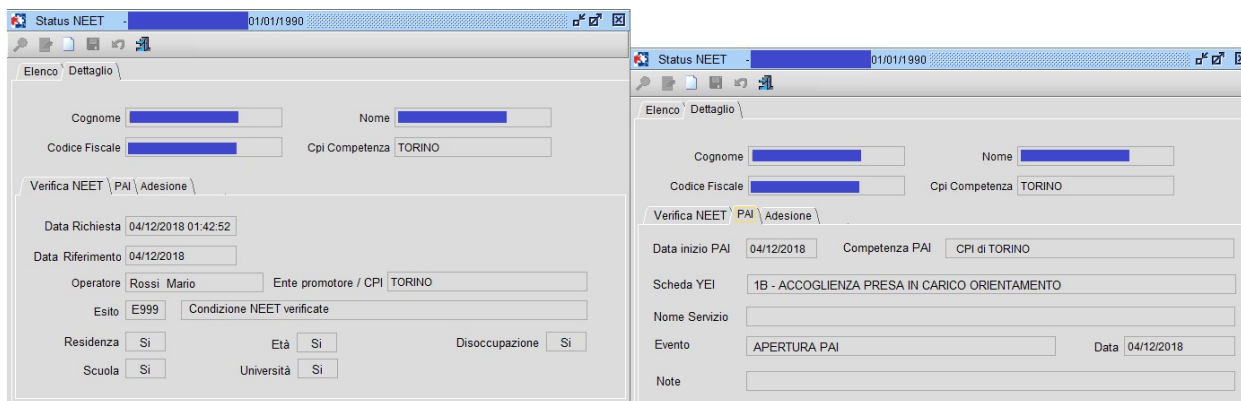 Status NEET - 01/01/1990
Elenco Dettaglio
Cognome Nome
Codice Fiscale Cpi Competenza TORINO
Verifica NEET PAI Adesione
Data Richiesta 04/12/2018 01:42:52
Data Riferimento 04/12/2018
Operatore Rossi Mario Ente promotore / CPI TORINO
Esito E999 Condizione NEET verificate
Residenza Si Età Si Disoccupazione Si
Scuola Si Università Si
Status NEET - 01/01/1990
Elenco Dettaglio
Cognome Nome
Codice Fiscale Cpi Competenza TORINO
Verifica NEET PAI Adesione
Data inizio PAI 04/12/2018 Competenza PAI CPI di TORINO
Scheda YEI 1B - ACCOGLIENZA PRESA IN CARICO ORIENTAMENTO
Nome Servizio
Evento APERTURA PAI Data 04/12/2018
Note